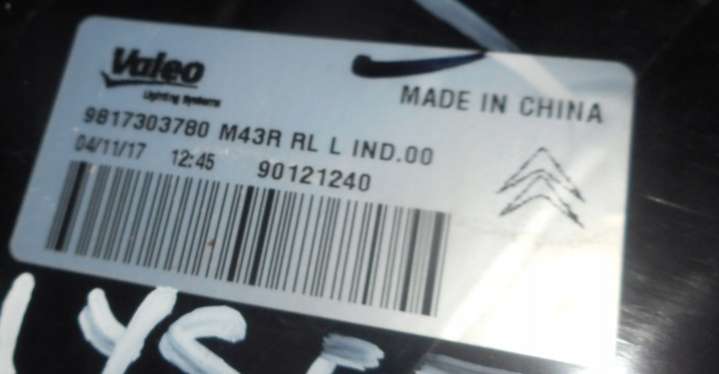 Valeo
Lighting Systems
MADE IN CHINA
9817303780 M43R RL L IND.00
04/11/17 12:45 90121240